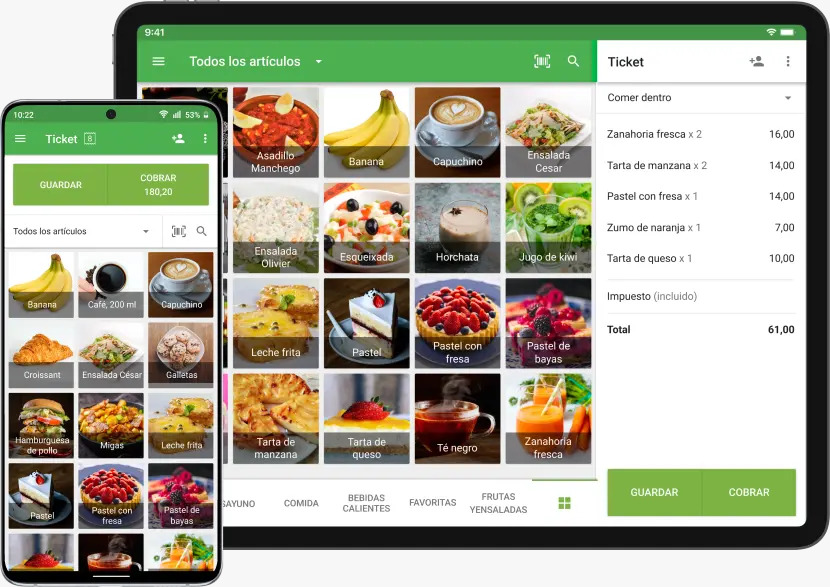 9:41
Todos los artículos
Asadillo
Manchego
Banana
Capuchino
Ensalada
Cesar
Ensalada
Olivier
Esqueixada
Horchata
Jugo de kiwi
Leche frita
Pastel
Pastel con
fresa
Pastel de
bayas
Tarta de
manzana
Tarta de
queso
Té negro
Zanahoria
fresca
COMIDA
BEBIDAS
CALIENTES
FAVORITAS
FRUTAS
YENSALADAS
Ticket
Comer dentro
Zanahoria fresca x 2 16,00
Tarta de manzana x 2 14,00
Pastel con fresa x 1 14,00
Zumo de naranja x 1 7,00
Tarta de queso x 1 10,00
Impuesto (incluido)
Total 61,00
GUARDAR COBRAR
10:22 53%
Ticket 8
GUARDAR
COBRAR
180,20
Todos los artículos
Banana
Café, 200 ml
Capuchino
Croissant
Ensalada César
Galletas
Hamburguesa
de pollo
Migas
Leche frita
Pastel
Pastel con
fresa
Pastel de
bayas